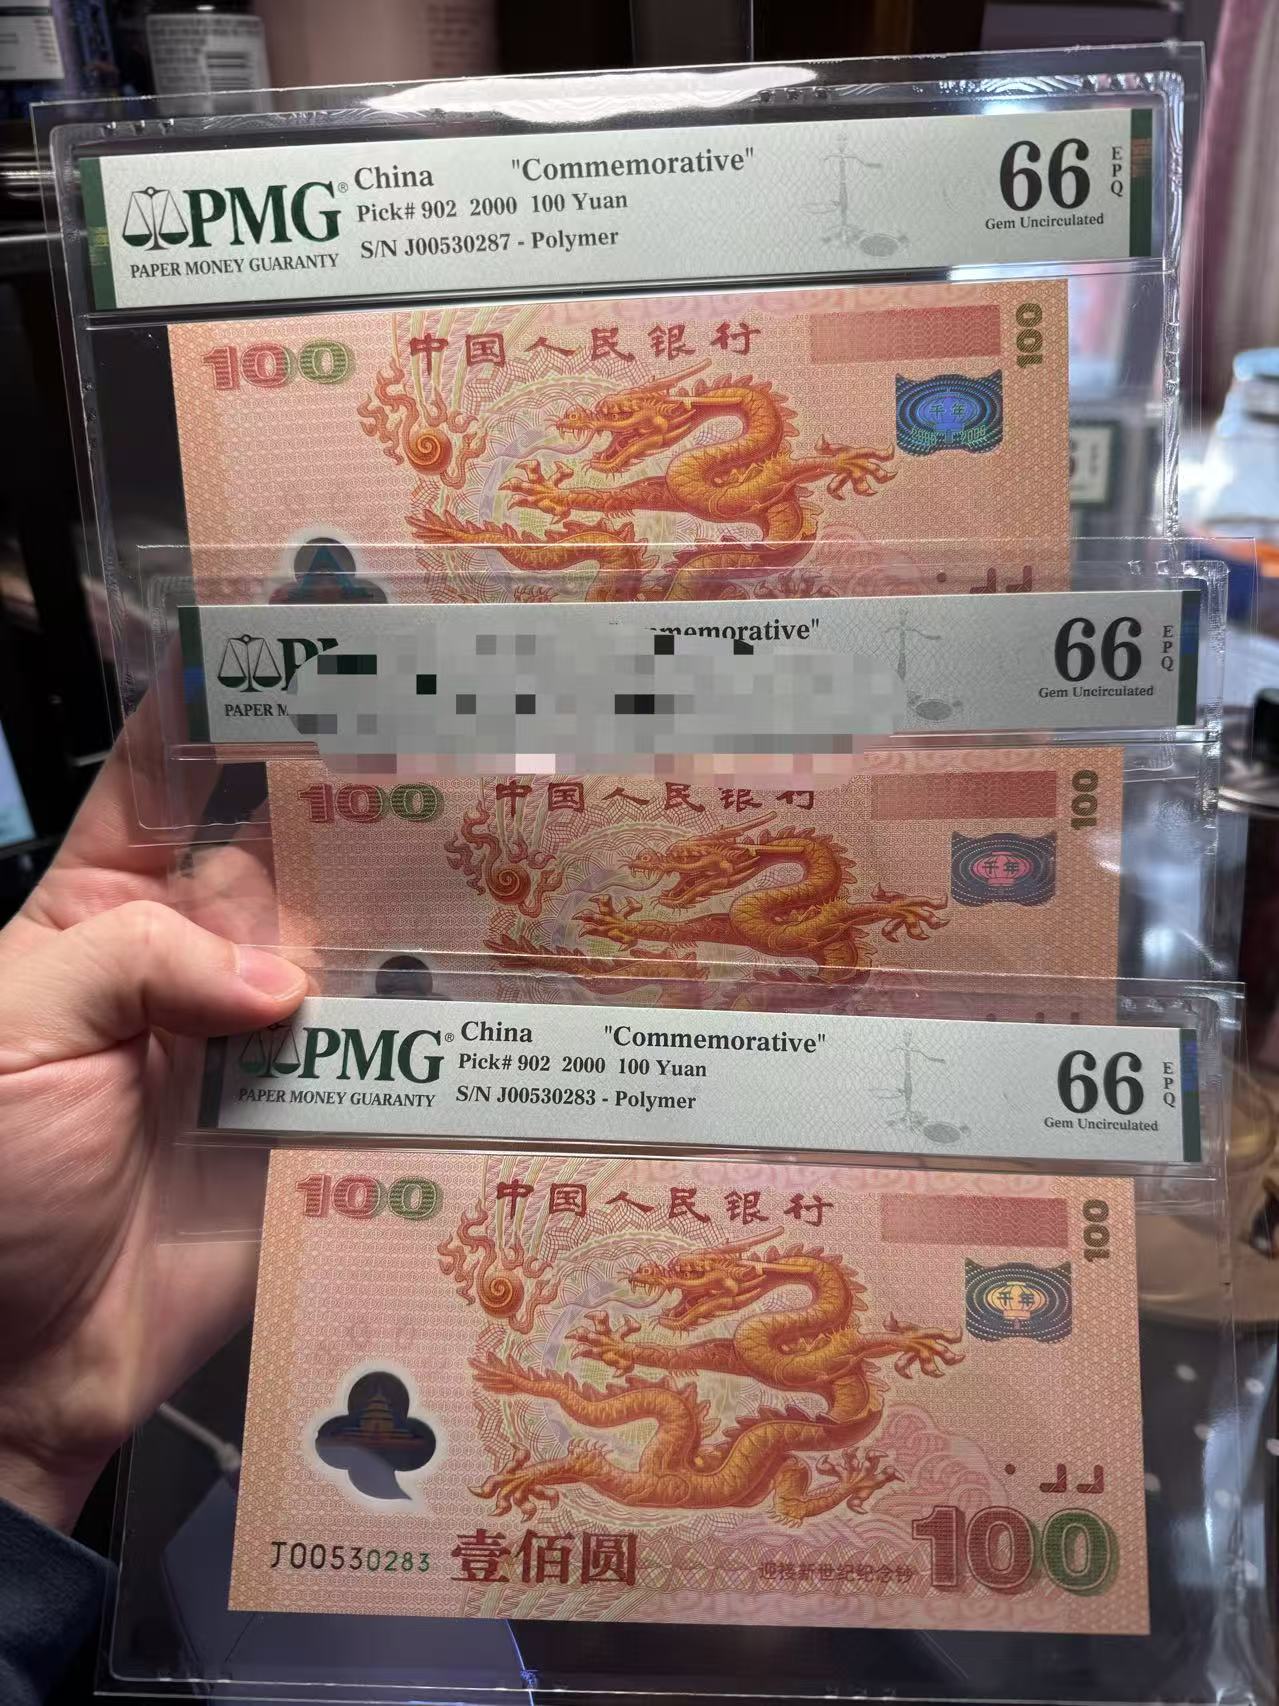 PMG®
PAPER MONEY GUARANTY
China "Commemorative"
Pick# 902 2000 100 Yuan
S/N J00530287 - Polymer
66
EPQ
Gem Uncirculated
100
中国人民银行
100
千年
PAPER
"Commemorative"
66
EPQ
Gem Uncirculated
100
中国人民银行
100
千年
PMG®
PAPER MONEY GUARANTY
China "Commemorative"
Pick# 902 2000 100 Yuan
S/N J00530283 - Polymer
66
EPQ
Gem Uncirculated
100
中国人民银行
100
千年
J00530283
壹佰圆
迎接新世纪纪念钞
100